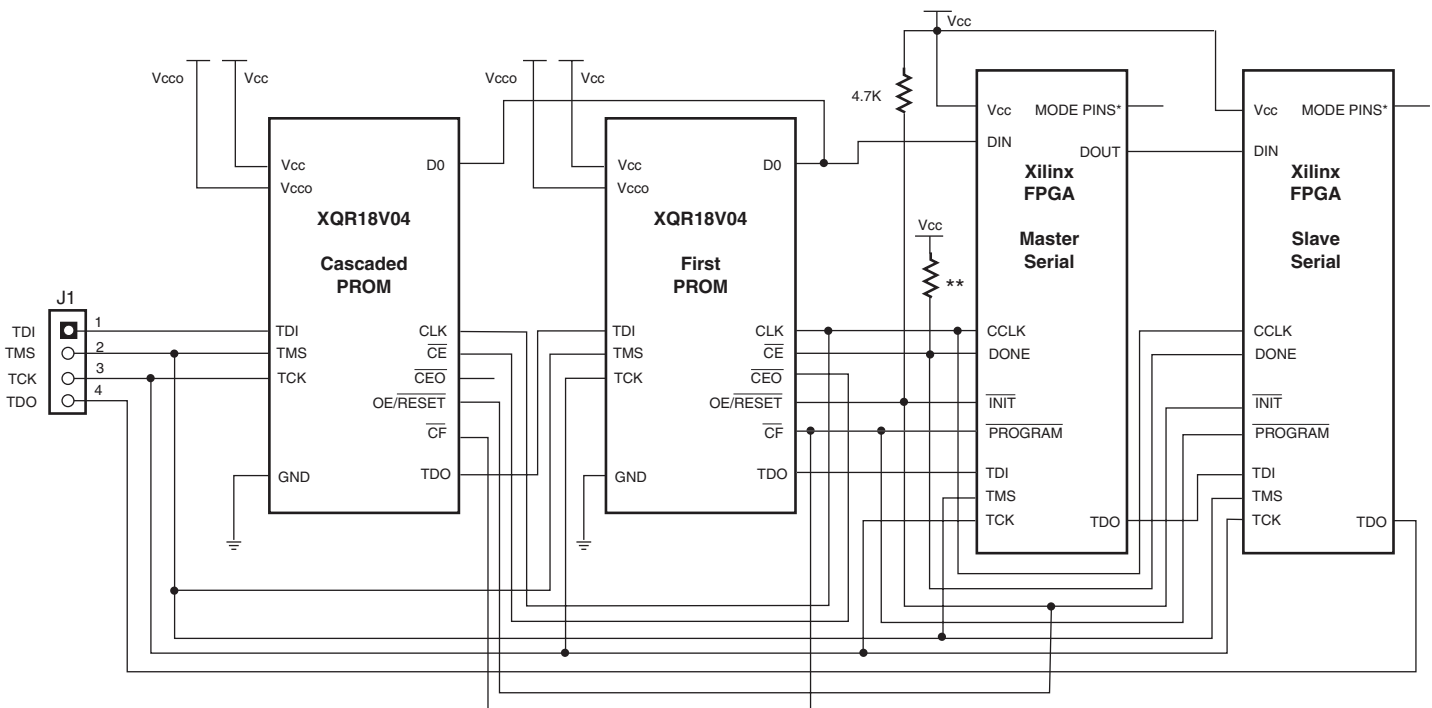 Vcc
Vcco
Vcc
Vcco
Vcc
4.7K
Vcc
Vcco
D0
XQR18V04
Cascaded
PROM
TDI
TMS
TCK
CLK
CE
CEO
OE/RESET
CF
GND
TDO
Vcc
Vcco
D0
XQR18V04
First
PROM
TDI
TMS
TCK
CLK
CE
CEO
OE/RESET
CF
GND
TDO
Vcc
**
Vcc
MODE PINS*
DIN
DOUT
Xilinx
FPGA
Master
Serial
CCLK
DONE
INIT
PROGRAM
TDI
TMS
TCK
TDO
Vcc
MODE PINS*
DIN
Xilinx
FPGA
Slave
Serial
CCLK
DONE
INIT
PROGRAM
TDI
TMS
TCK
TDO
J1
TDI 1
TMS 2
TCK 3
TDO 4